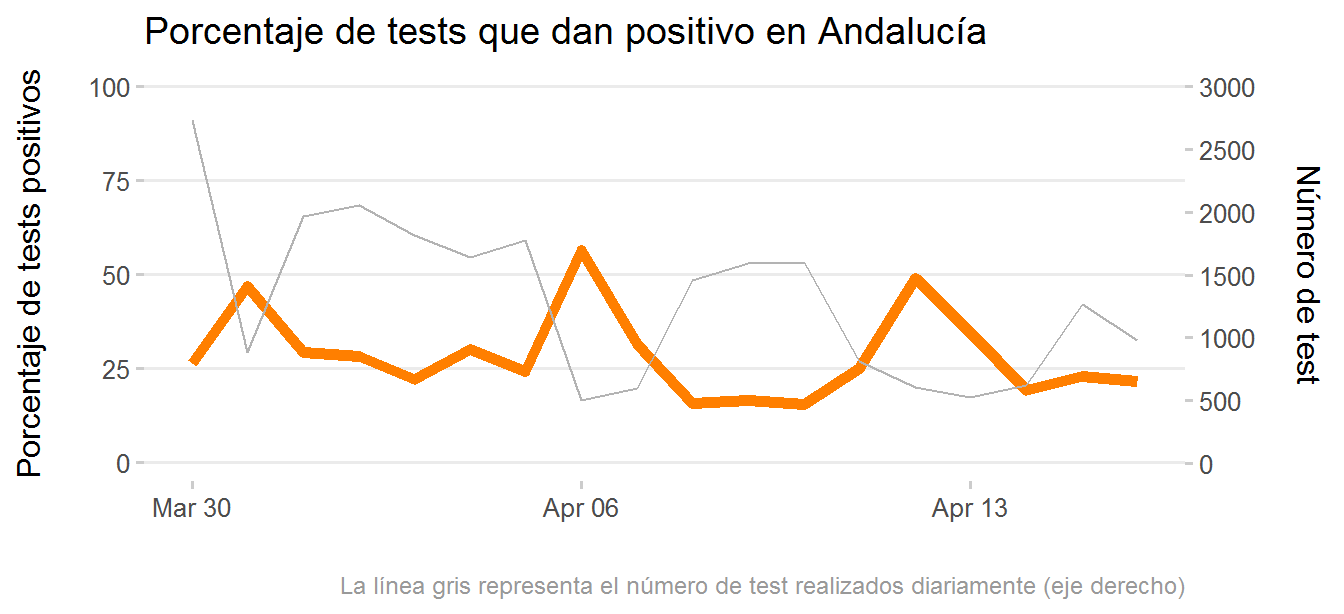 Porcentaje de tests que dan positivo en Andalucía
Porcentaje de tests positivos
100
75
50
25
0
3000
2500
2000
1500
1000
500
0
Número de test
Mar 30
Apr 06
Apr 13
La línea gris representa el número de test realizados diariamente (eje derecho)